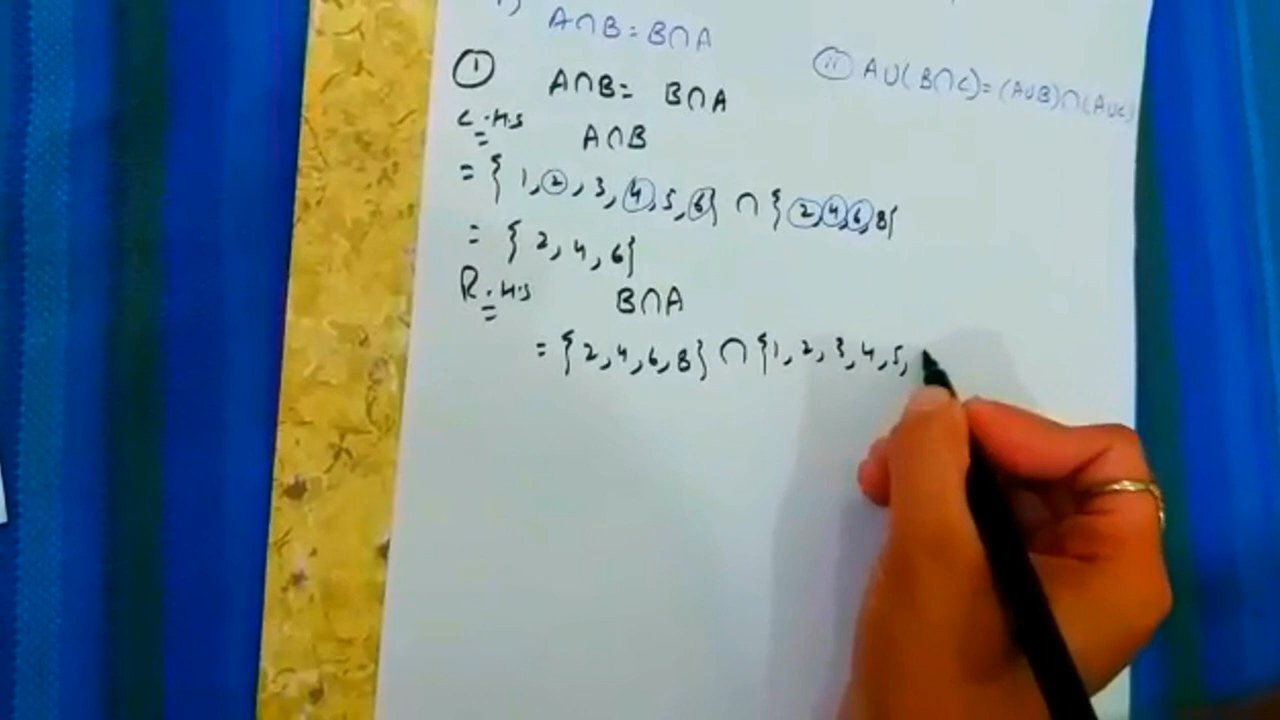 A∩B = B∩A
(ii) A∪(B∩C) = (A∪B)∩(A∪C)
(1) A∩B = B∩A
L.H.S A∩B
= { 1, 2, 3, 4, 5, 6} ∩ { 2, 4, 6, 8}
= { 2, 4, 6}
R.H.S B∩A
= { 2, 4, 6, 8} ∩ {1, 2, 3, 4, 5,